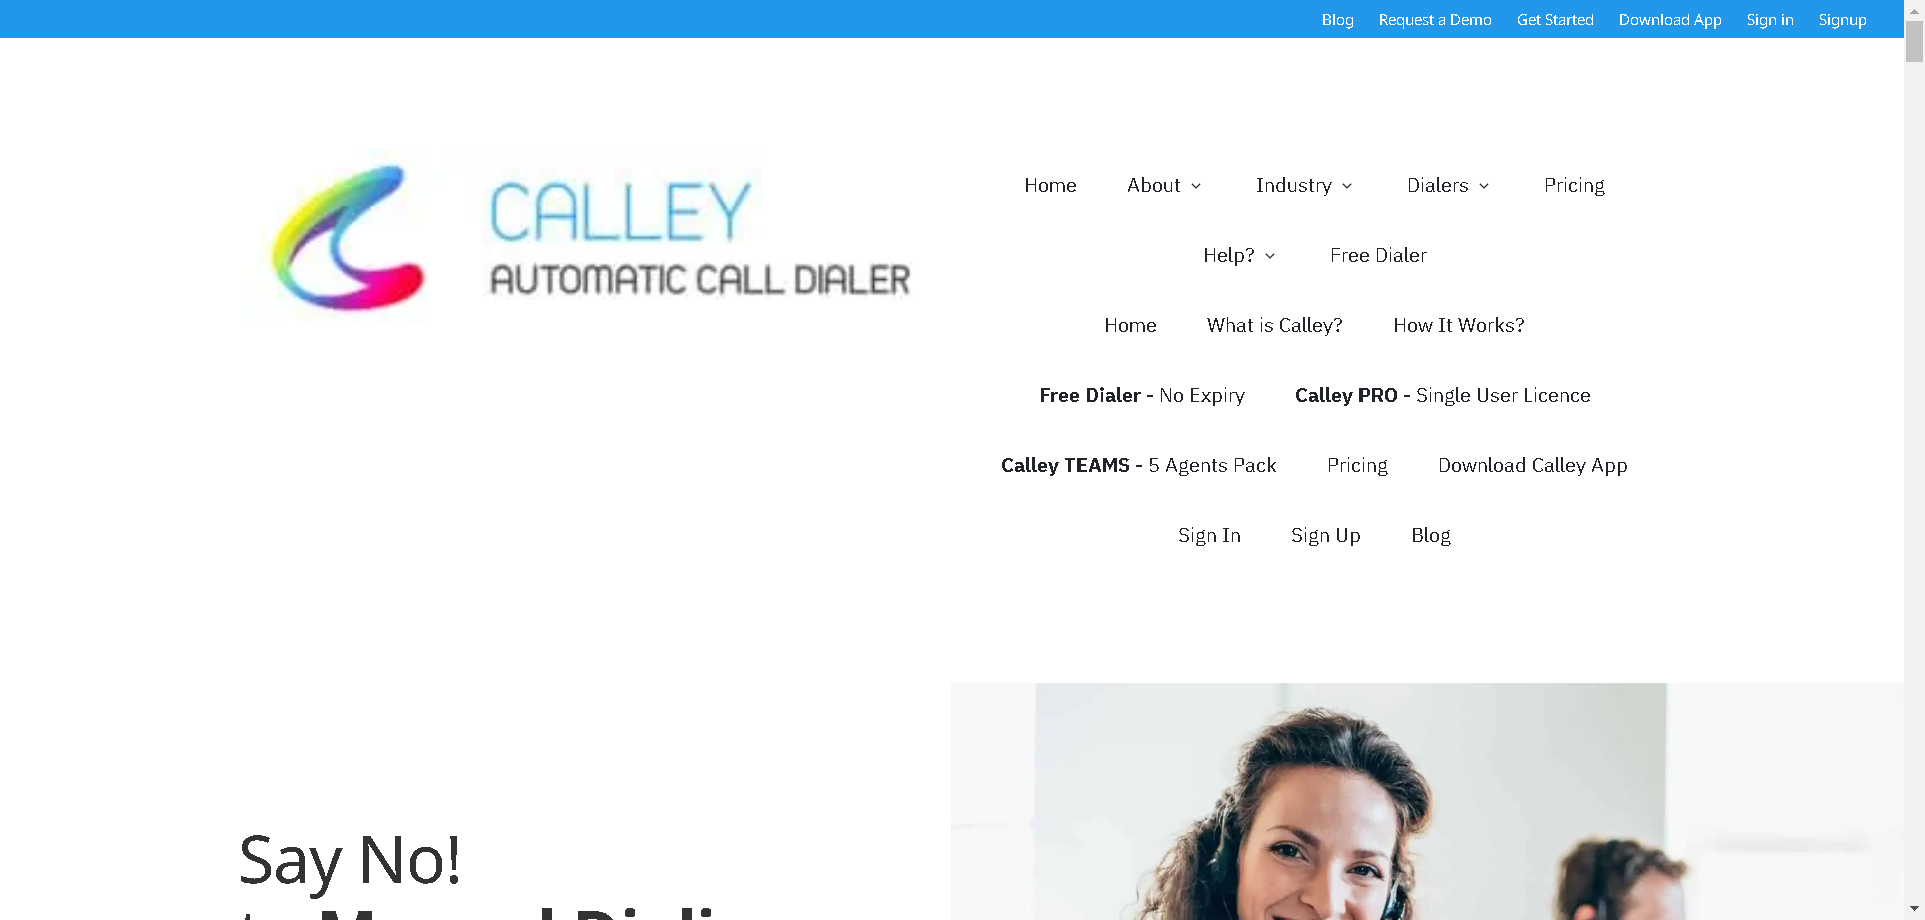 Blog Request a Demo Get Started Download App Sign in Signup
CALLEY
AUTOMATIC CALL DIALER
Home About Industry Dialers Pricing
Help? Free Dialer
Home What is Calley? How It Works?
Free Dialer - No Expiry Calley PRO - Single User Licence
Calley TEAMS - 5 Agents Pack Pricing Download Calley App
Sign In Sign Up Blog
Say No!